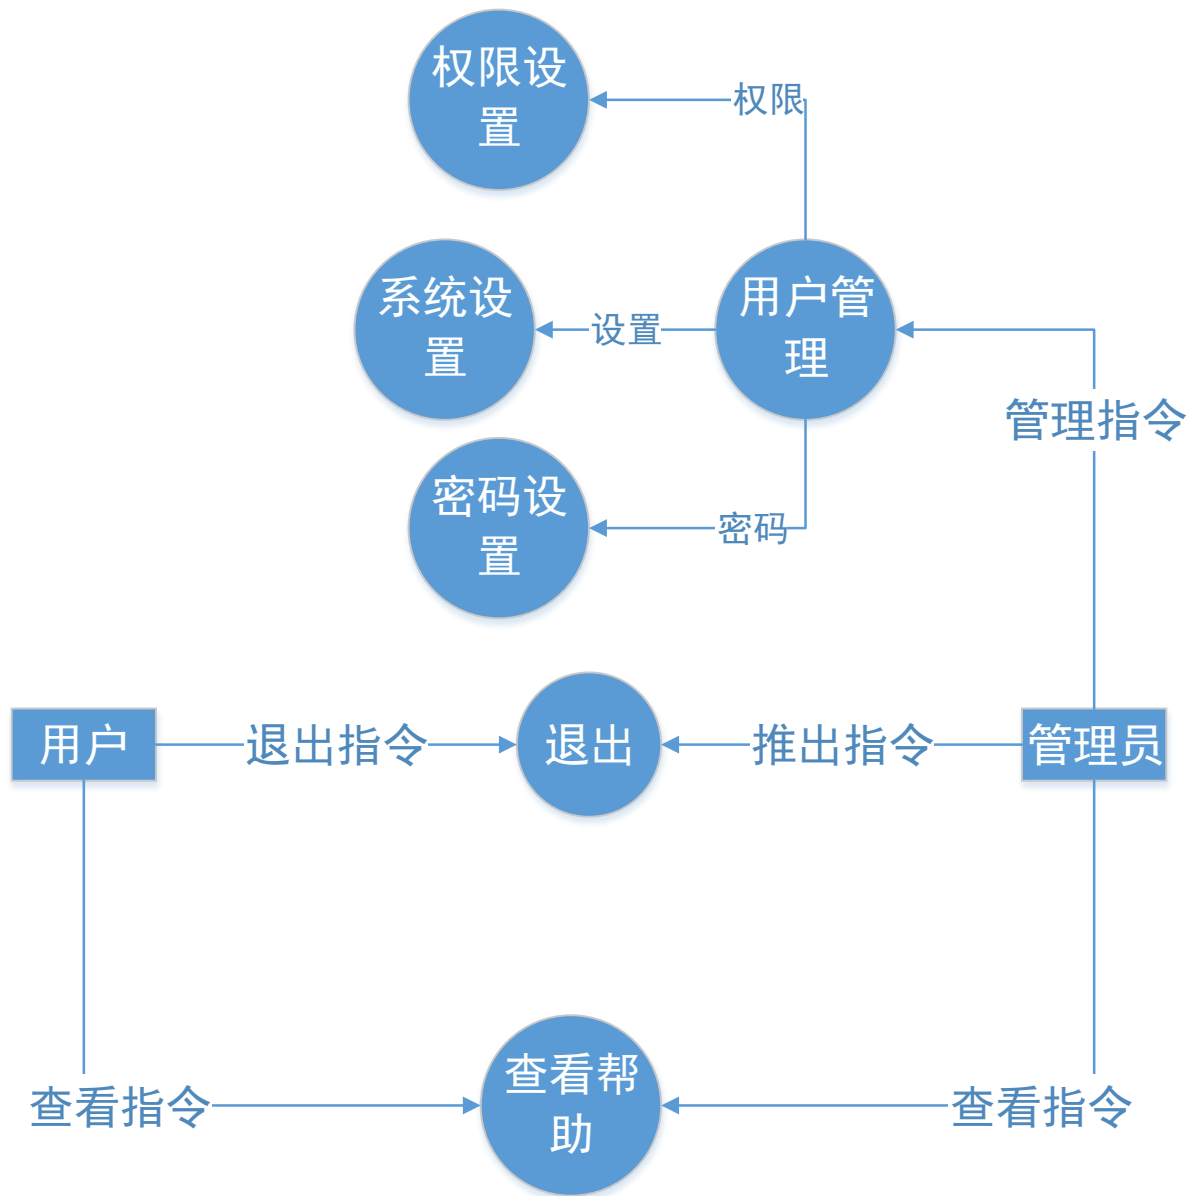 权限设
置
权限
系统设
置
设置
用户管
理
管理指令
密码设
置
密码
用户
退出指令
退出
推出指令
管理员
查看指令
查看帮
助
查看指令